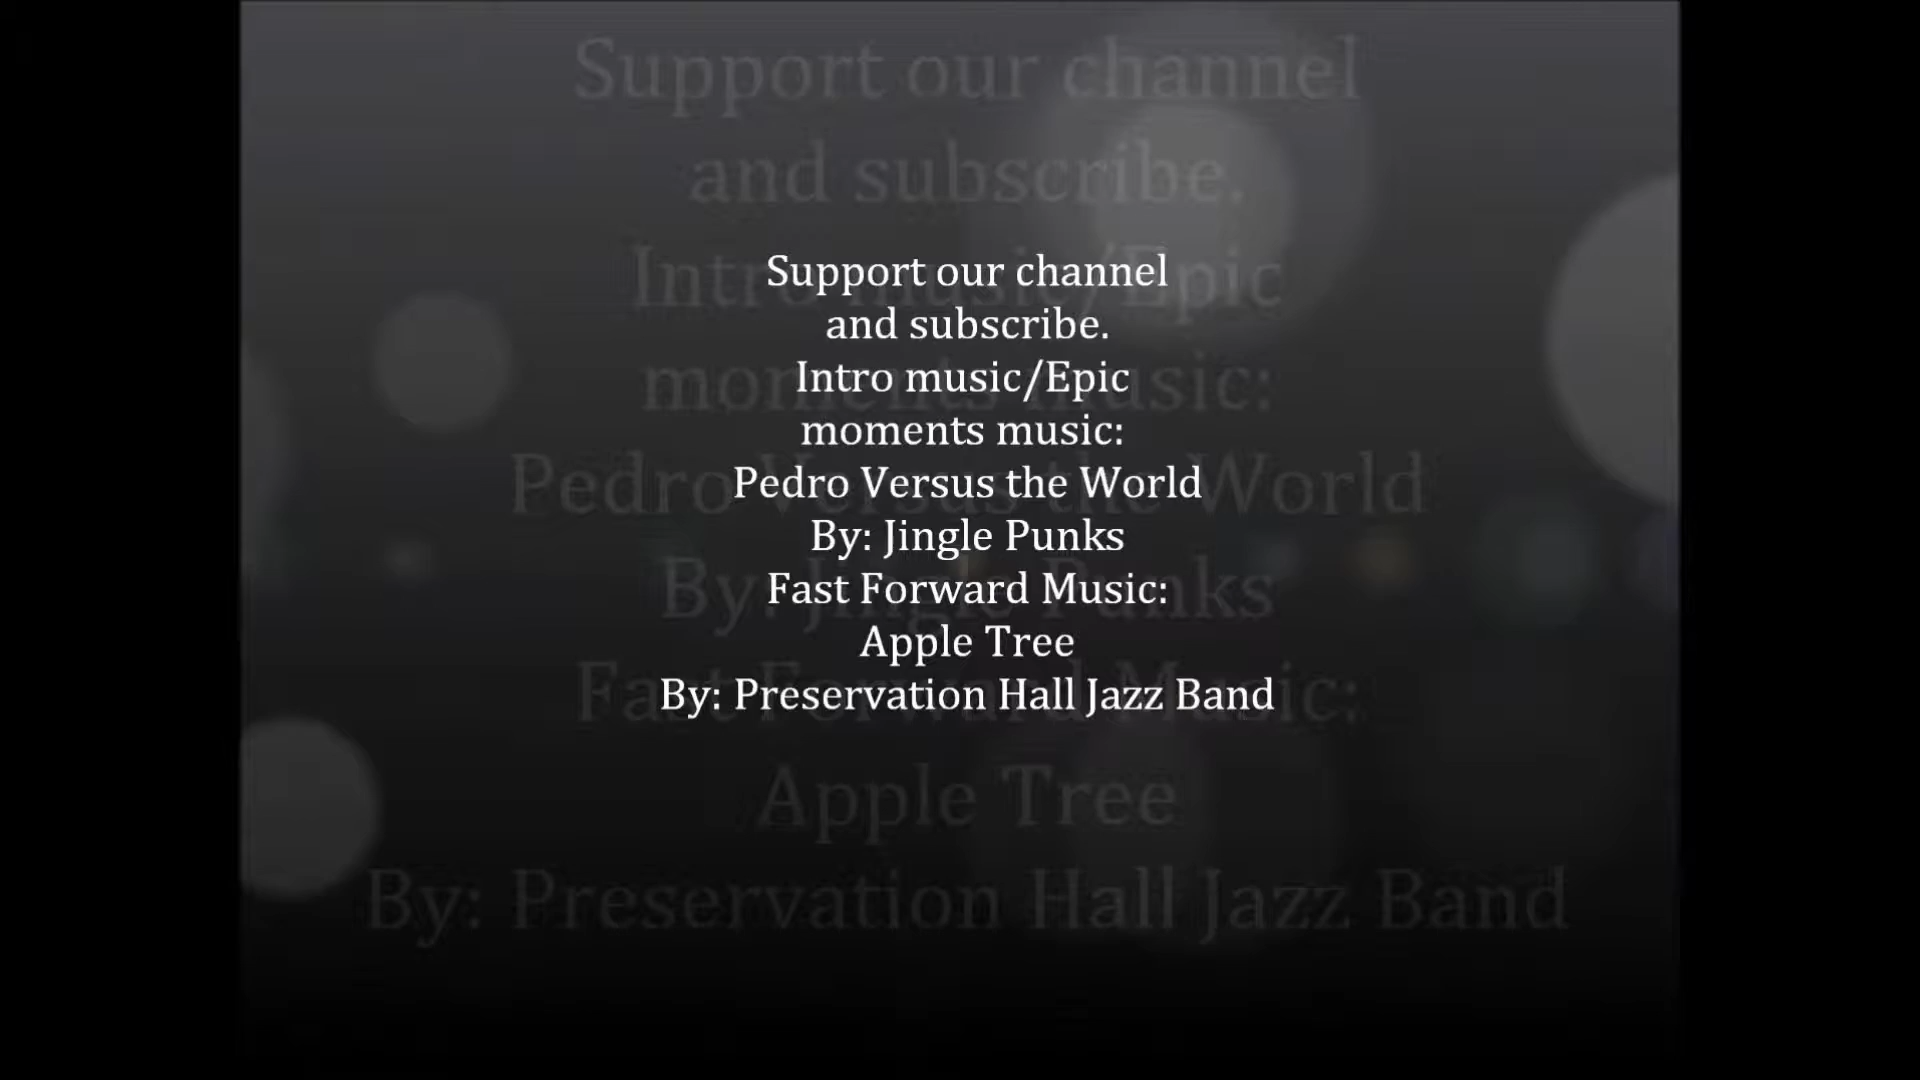 Support our channel
and subscribe.
Intro music/Epic
moments music:
Pedro Versus the World
By: Jingle Punks
Fast Forward Music:
Apple Tree
By: Preservation Hall Jazz Band